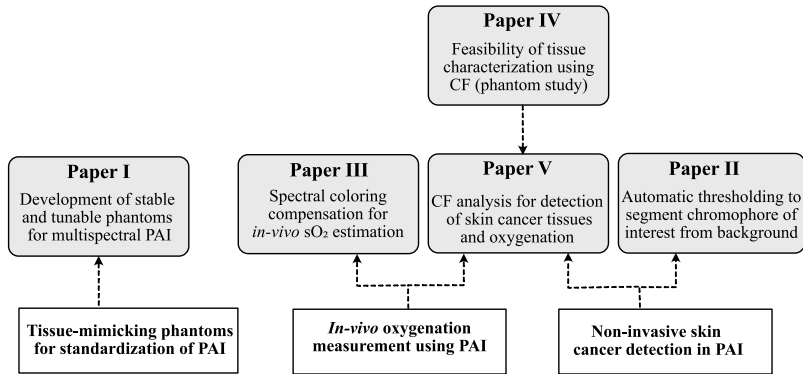 Paper IV
Feasibility of tissue
characterization using
CF (phantom study)
Paper I
Development of stable
and tunable phantoms
for multispectral PAI
Paper III
Spectral coloring
compensation for
in-vivo sO₂ estimation
Paper V
CF analysis for detection
of skin cancer tissues
and oxygenation
Paper II
Automatic thresholding to
segment chromophore of
interest from background
Tissue-mimicking phantoms
for standardization of PAI
In-vivo oxygenation
measurement using PAI
Non-invasive skin
cancer detection in PAI